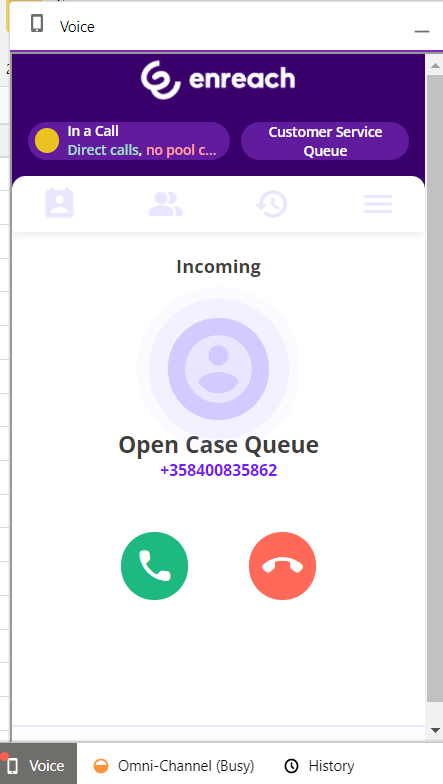 Voice
enreach
In a Call
Direct calls, no pool c...
Customer Service
Queue
Incoming
Open Case Queue
+358400835862
Voice
Omni-Channel (Busy)
History